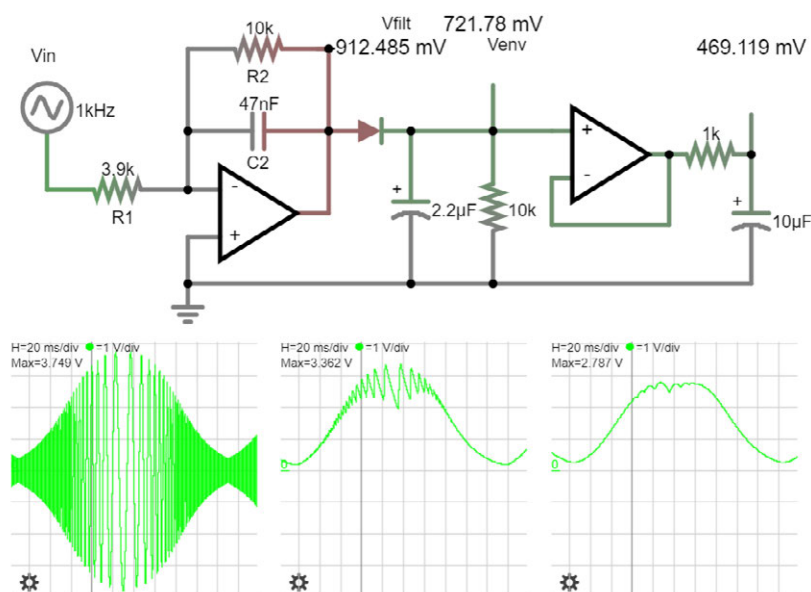 Vin
1kHz
3.9k
R1
10k
R2
47nF
C2
-
+
Vfilt
-912.485 mV
721.78 mV
Venv
+
2.2µF
10k
+
-
1k
469.119 mV
+
10µF
H=20 ms/div =1 V/div
Max=3.749 V
H=20 ms/div =1 V/div
Max=3.362 V
0
H=20 ms/div =1 V/div
Max=2.787 V
0